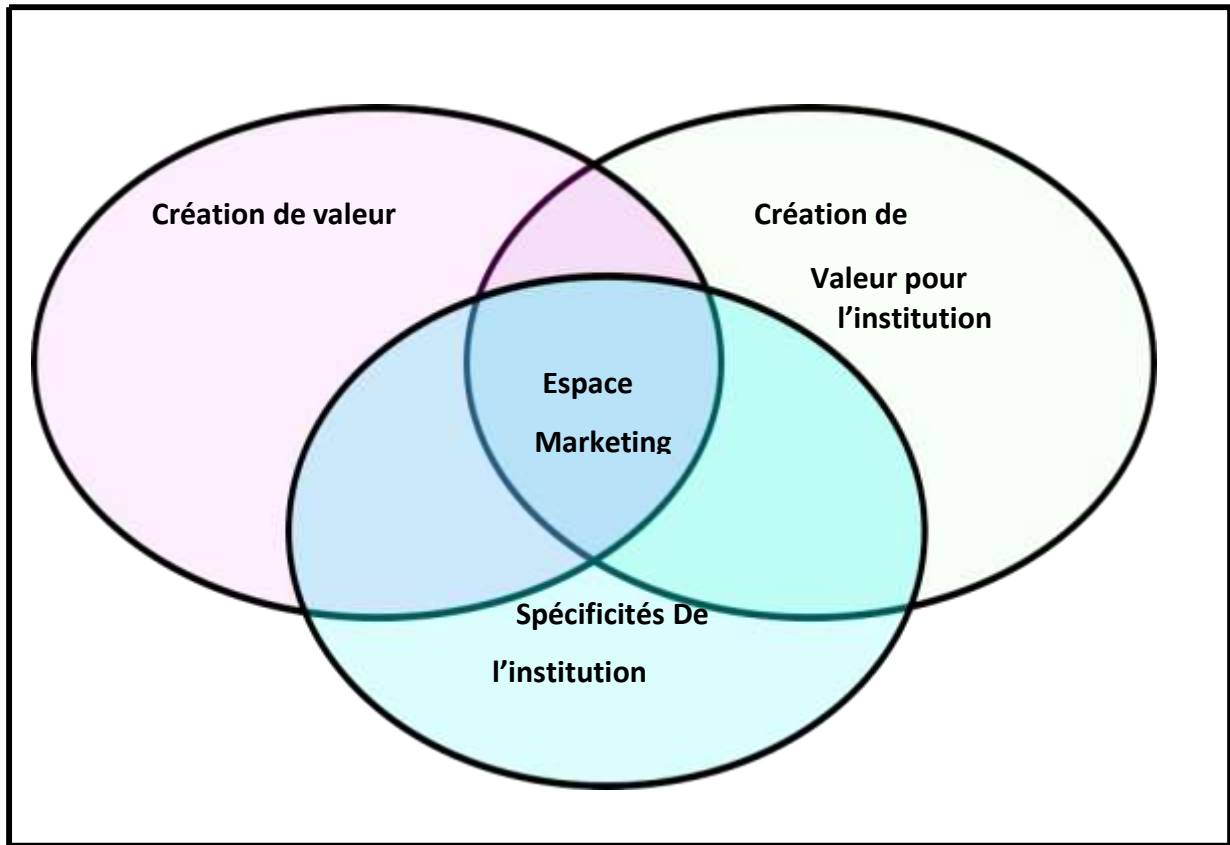 Création de valeur
Création de
Valeur pour
l’institution
Espace
Marketing
Spécificités De
l’institution